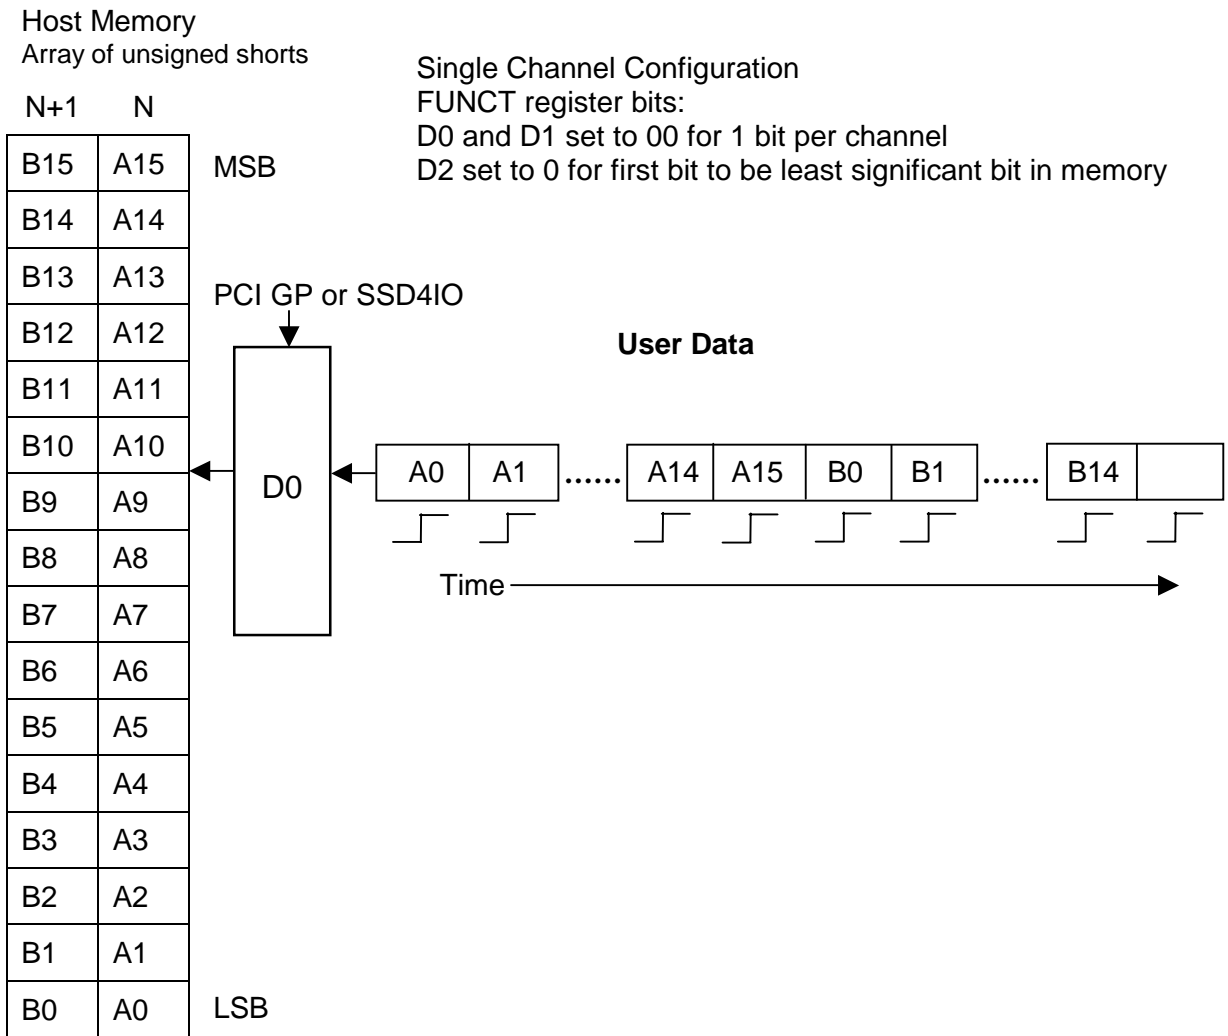 Host Memory
Array of unsigned shorts
Single Channel Configuration
FUNCT register bits:
D0 and D1 set to 00 for 1 bit per channel
D2 set to 0 for first bit to be least significant bit in memory
N+1 N
B15 A15 MSB
B14 A14
B13 A13
PCI GP or SSD4IO
B12 A12
User Data
B11 A11
B10 A10
D0
A0 A1 ...... A14 A15 B0 B1 ...... B14
B9 A9
B8 A8
Time
B7 A7
B6 A6
B5 A5
B4 A4
B3 A3
B2 A2
B1 A1
B0 A0 LSB